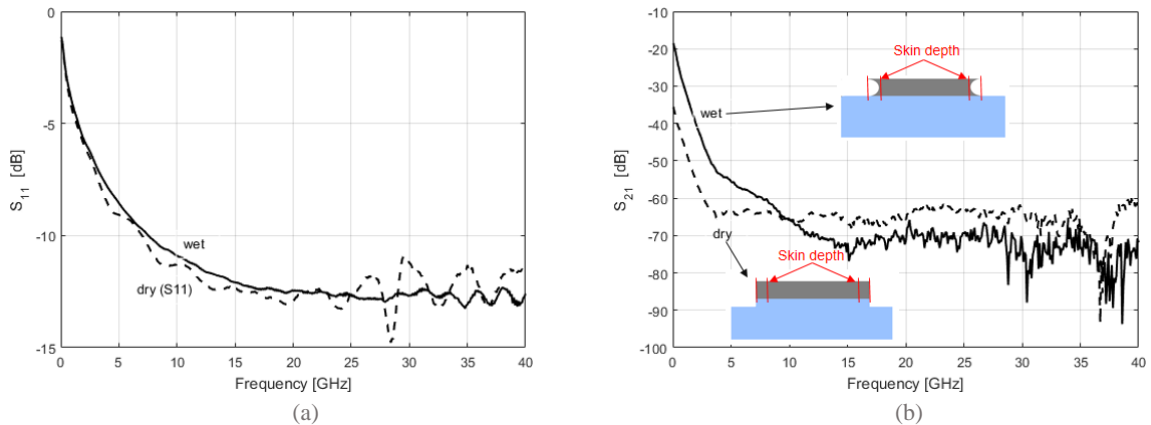 0
-5
-10
-15
S11 [dB]
wet
dry (S11)
0 5 10 15 20 25 30 35 40
Frequency [GHz]
(a)
-10
-20
-30
-40
-50
-60
-70
-80
-90
-100
S21 [dB]
Skin depth
wet
dry
Skin depth
0 5 10 15 20 25 30 35 40
Frequency [GHz]
(b)